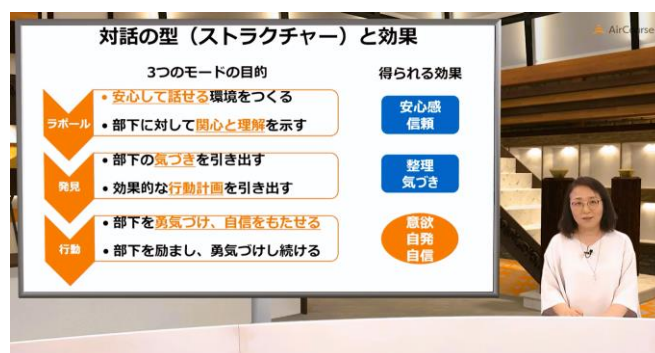 対話の型（ストラクチャー）と効果
AirCourse
3つのモードの目的
得られる効果
ラポール
• 安心して話せる環境をつくる
• 部下に対して関心と理解を示す
安心感
信頼
発見
• 部下の気づきを引き出す
• 効果的な行動計画を引き出す
整理
気づき
行動
• 部下を勇気づけ、自信をもたせる
• 部下を励まし、勇気づけし続ける
意欲
自発
自信